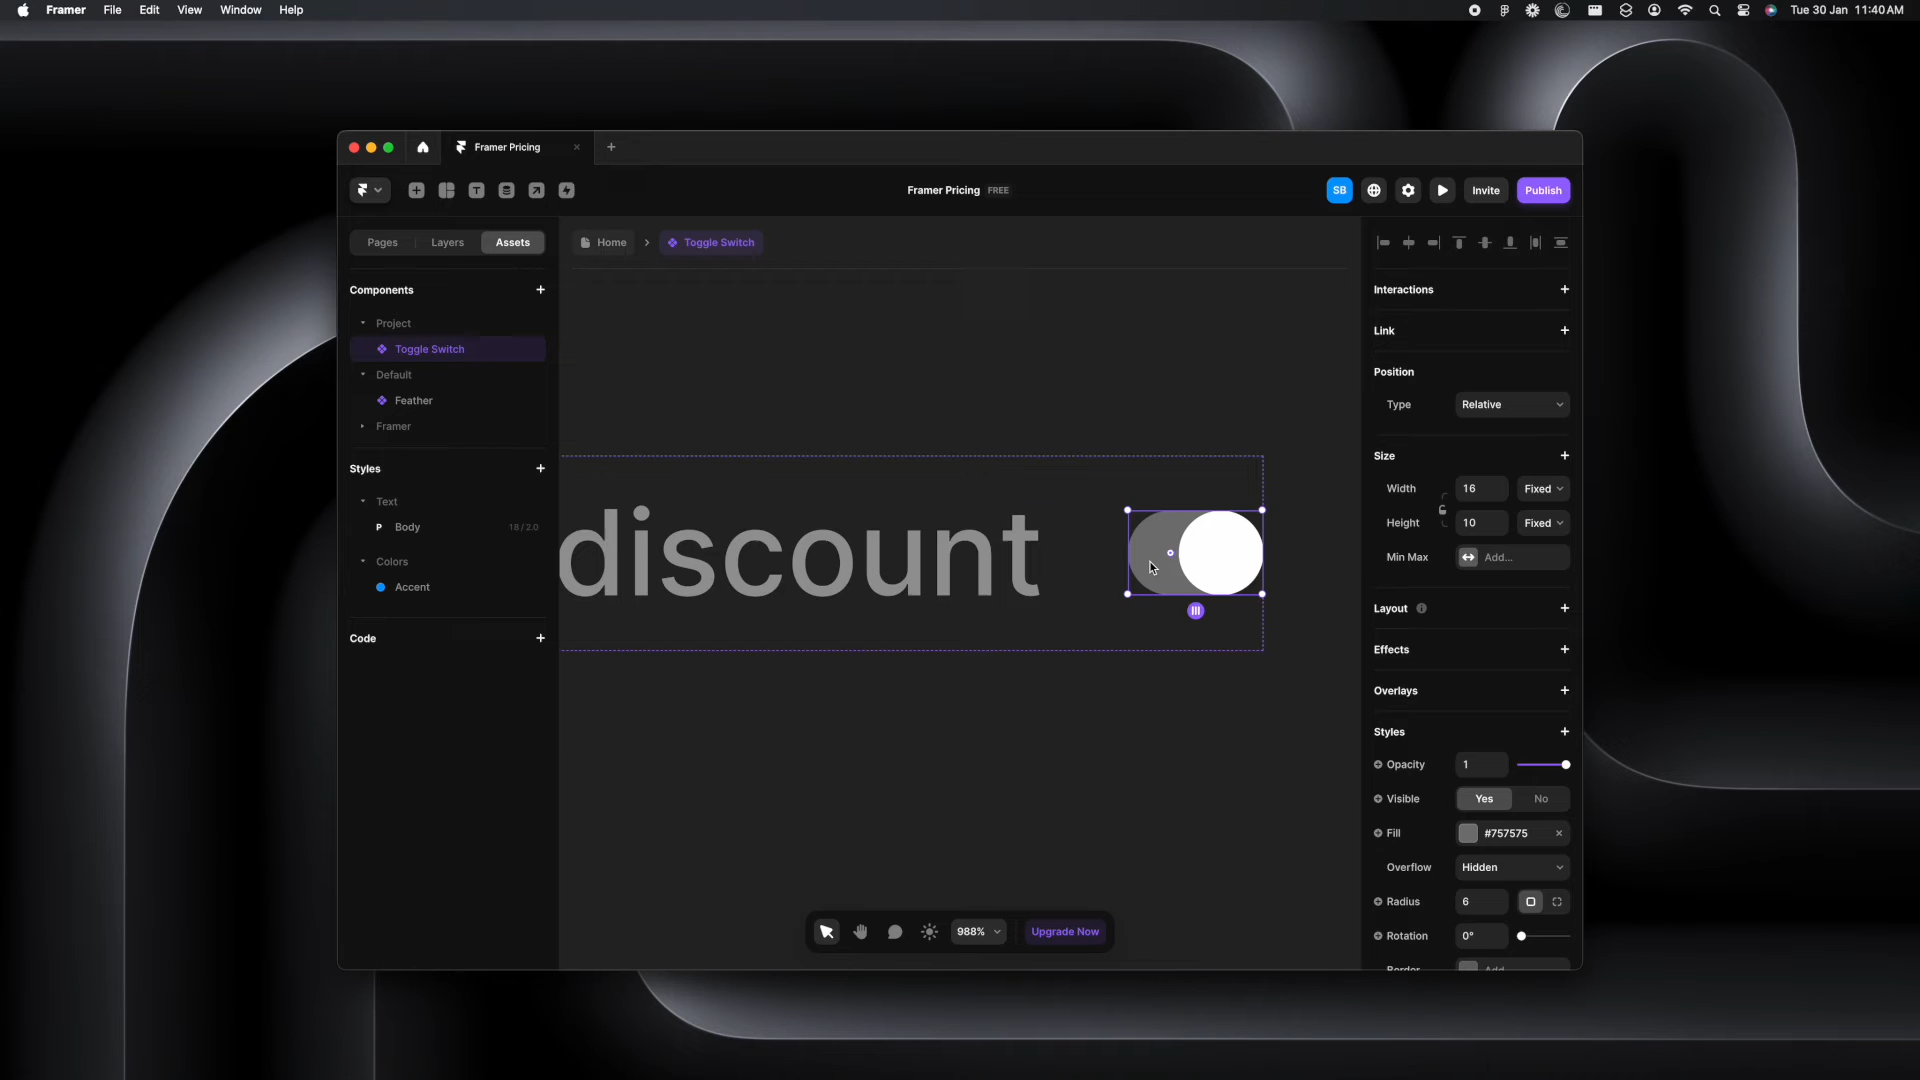 Framer File Edit View Window Help
Tue 30 Jan 11:40 AM
Framer Pricing
Framer Pricing FREE
SB
Invite
Publish
Pages
Layers
Assets
Home
Toggle Switch
Components
Project
Toggle Switch
Default
Feather
Framer
Styles
Text
P Body 18/2.0
Colors
Accent
Code
discount
988%
Upgrade Now
Interactions
Link
Position
Type Relative
Size
Width 16 Fixed
Height 10 Fixed
Min Max Add...
Layout
Effects
Overlays
Styles
Opacity 1
Visible Yes No
Fill #757575
Overflow Hidden
Radius 6
Rotation 0°
Border Add